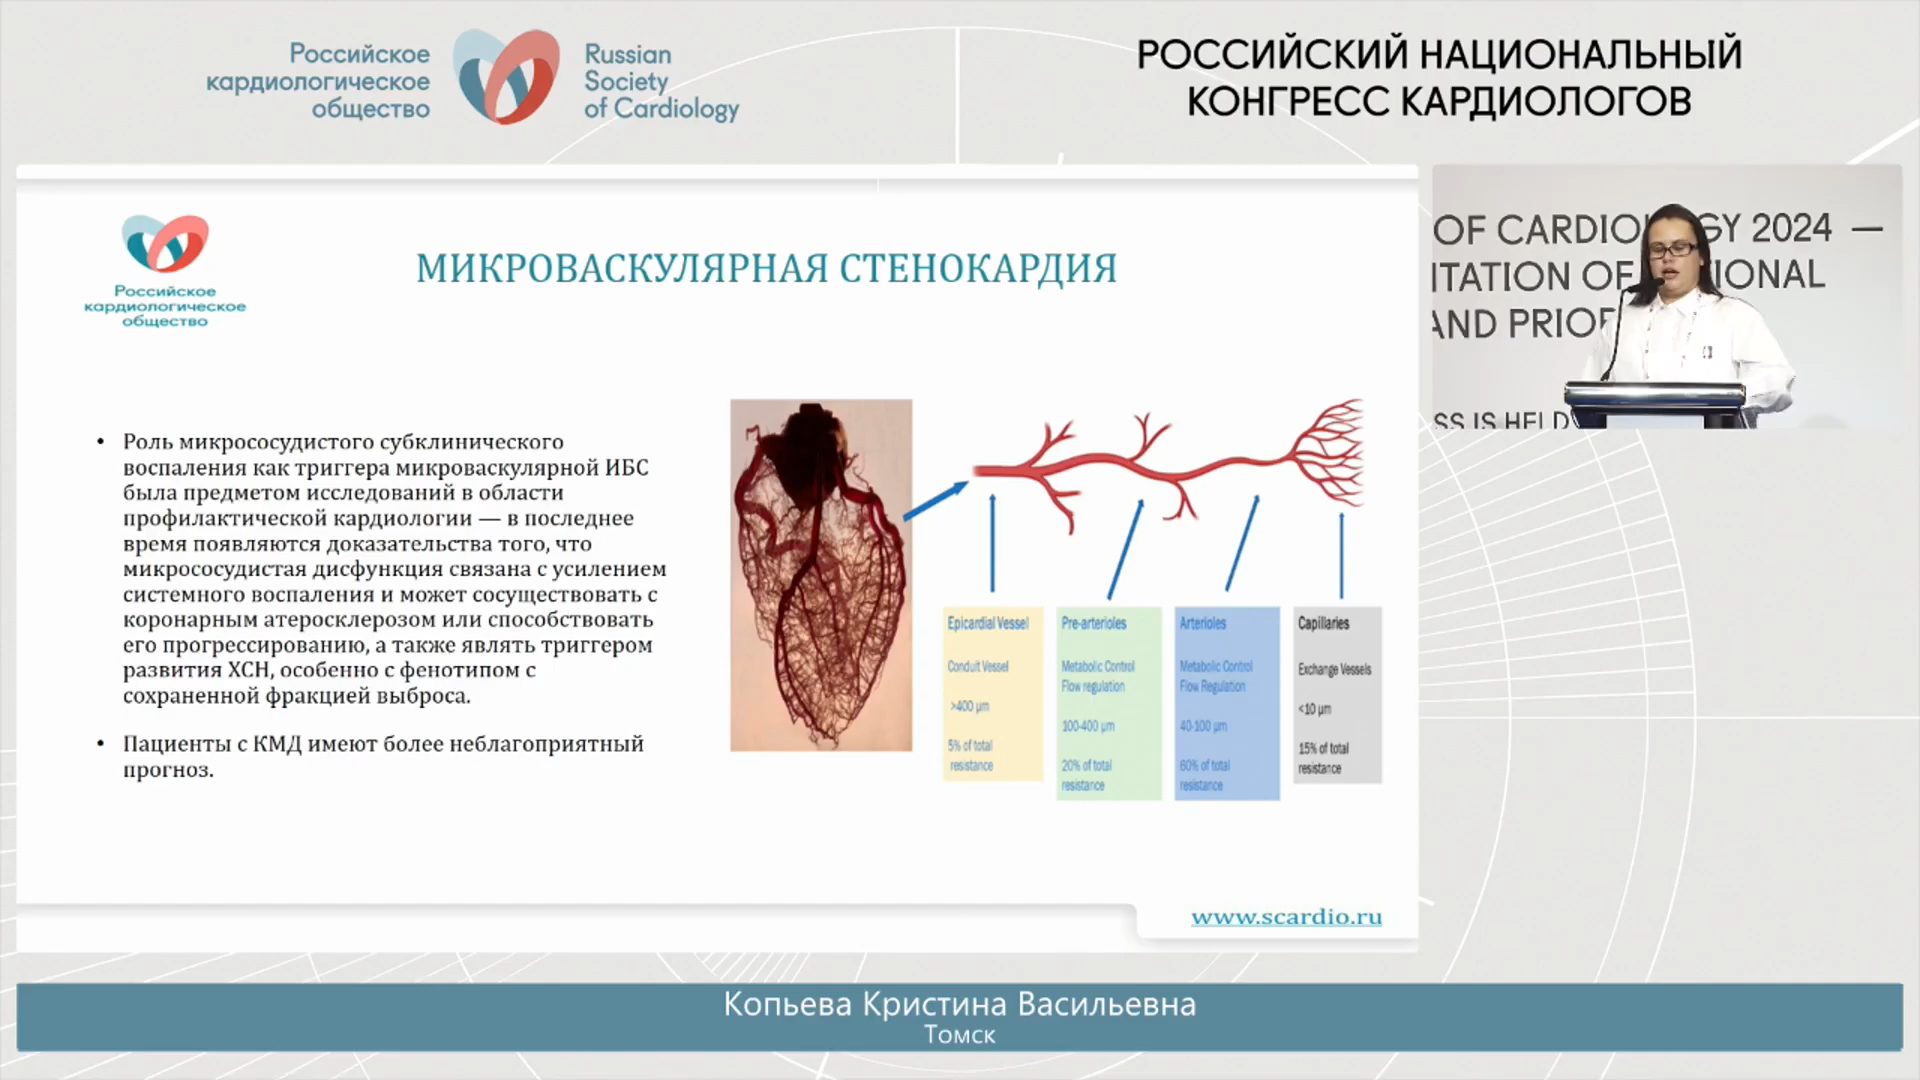 Российское
кардиологическое
общество
Russian
Society
of Cardiology
РОССИЙСКИЙ НАЦИОНАЛЬНЫЙ
КОНГРЕСС КАРДИОЛОГОВ
Российское
кардиологическое
общество
МИКРОВАСКУЛЯРНАЯ СТЕНОКАРДИЯ
• Роль микрососудистого субклинического
воспаления как триггера микроваскулярной ИБС
была предметом исследований в области
профилактической кардиологии — в последнее
время появляются доказательства того, что
микрососудистая дисфункция связана с усилением
системного воспаления и может сосуществовать с
коронарным атеросклерозом или способствовать
его прогрессированию, а также являть триггером
развития ХСН, особенно с фенотипом с
сохраненной фракцией выброса.
• Пациенты с КМД имеют более неблагоприятный
прогноз.
Epicardial Vessel
Conduit Vessel
>400 µm
5% of total
resistance
Pre-arterioles
Metabolic Control
Flow regulation
100-400 µm
20% of total
resistance
Arterioles
Metabolic Control
Flow Regulation
40-100 µm
60% of total
resistance
Capillaries
Exchange Vessels
<10 µm
15% of total
resistance
www.scardio.ru
OF CARDIO GY 2024 —
TATION OF IONAL
AND PRIOR
SS IS HELD
Копьева Кристина Васильевна
Томск